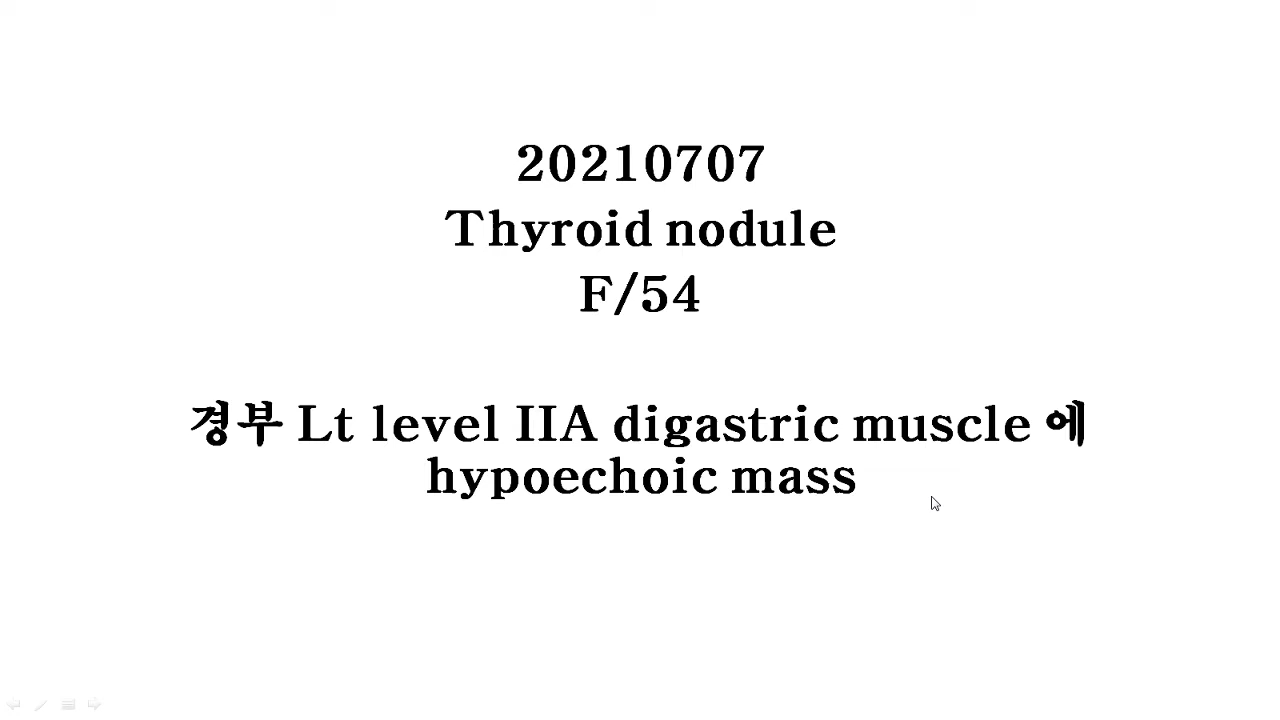 20210707
Thyroid nodule
F/54
경부 Lt level IIA digastric muscle 에
hypoechoic mass